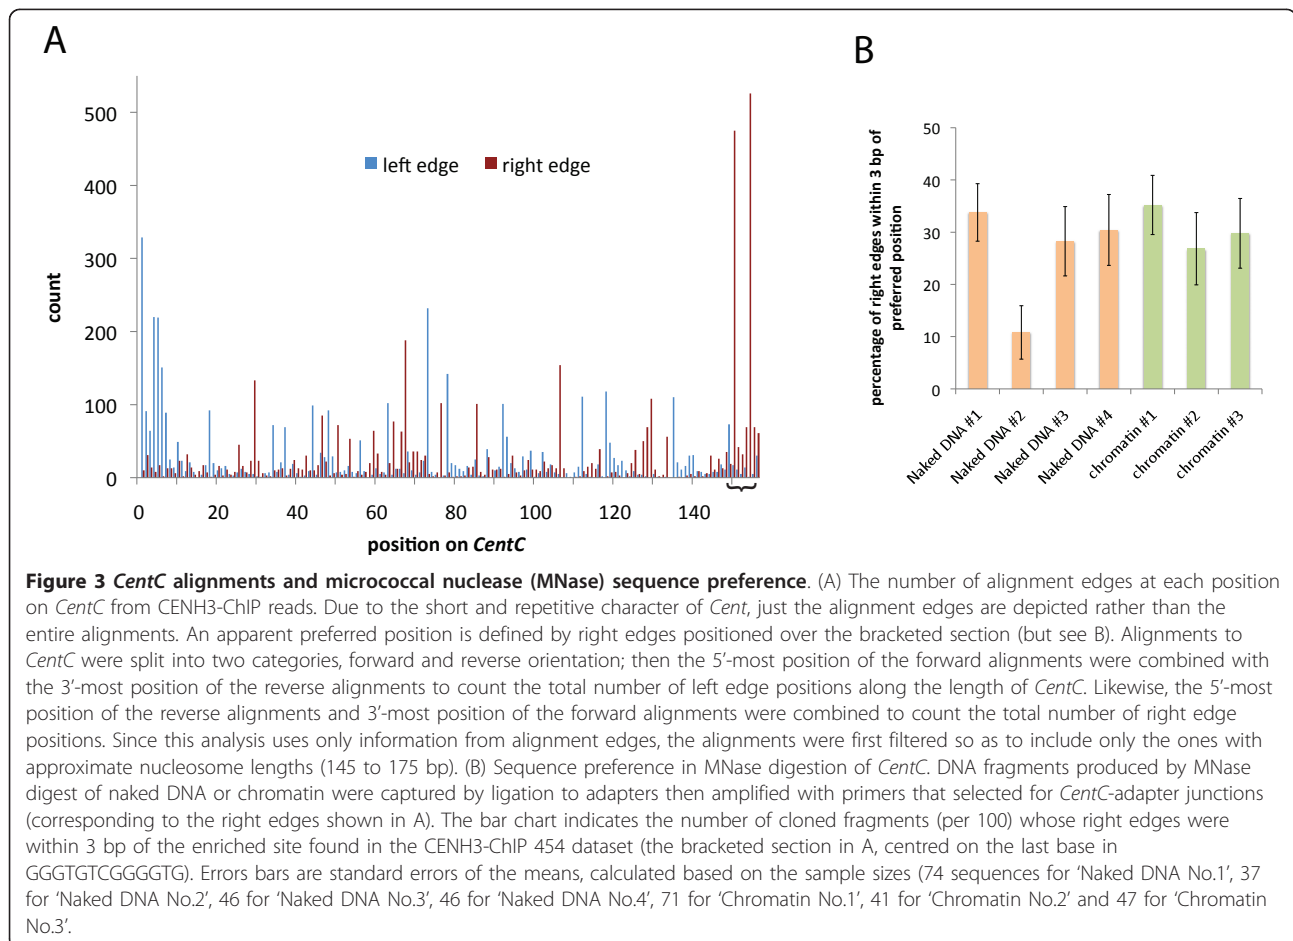 A
B
500
400
300
200
100
0
count
left edge
right edge
0 20 40 60 80 100 120 140
position on CentC
50
40
30
20
10
0
percentage of right edges within 3 bp of
preferred position
Naked DNA #1
Naked DNA #2
Naked DNA #3
Naked DNA #4
chromatin #1
chromatin #2
chromatin #3
Figure 3 CentC alignments and micrococcal nuclease (MNase) sequence preference. (A) The number of alignment edges at each position
on CentC from CENH3-ChIP reads. Due to the short and repetitive character of Cent, just the alignment edges are depicted rather than the
entire alignments. An apparent preferred position is defined by right edges positioned over the bracketed section (but see B). Alignments to
CentC were split into two categories, forward and reverse orientation; then the 5’-most position of the forward alignments were combined with
the 3’-most position of the reverse alignments to count the total number of left edge positions along the length of CentC. Likewise, the 5’-most
position of the reverse alignments and 3’-most position of the forward alignments were combined to count the total number of right edge
positions. Since this analysis uses only information from alignment edges, the alignments were first filtered so as to include only the ones with
approximate nucleosome lengths (145 to 175 bp). (B) Sequence preference in MNase digestion of CentC. DNA fragments produced by MNase
digest of naked DNA or chromatin were captured by ligation to adapters then amplified with primers that selected for CentC-adapter junctions
(corresponding to the right edges shown in A). The bar chart indicates the number of cloned fragments (per 100) whose right edges were
within 3 bp of the enriched site found in the CENH3-ChIP 454 dataset (the bracketed section in A, centred on the last base in
GGGTGTCGGGGTG). Errors bars are standard errors of the means, calculated based on the sample sizes (74 sequences for ‘Naked DNA No.1’, 37
for ‘Naked DNA No.2’, 46 for ‘Naked DNA No.3’, 46 for ‘Naked DNA No.4’, 71 for ‘Chromatin No.1’, 41 for ‘Chromatin No.2’ and 47 for ‘Chromatin
No.3’.